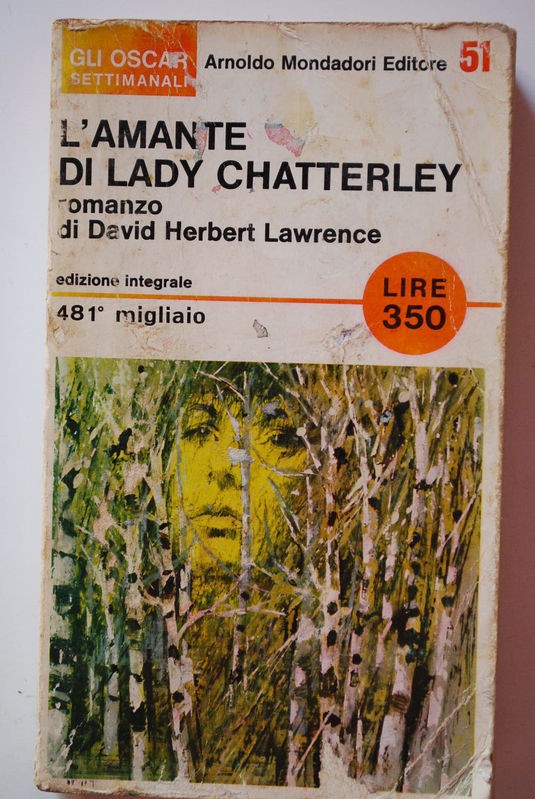 GLI OSCAR
SETTIMANALI
Arnoldo Mondadori Editore 51
L'AMANTE
DI LADY CHATTERLEY
romanzo
di David Herbert Lawrence
edizione integrale
481° migliaio
LIRE
350